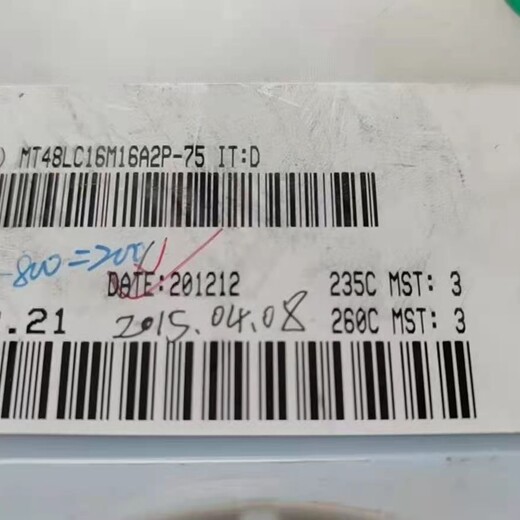 ) MT48LC16M16A2P-75 IT:D
-800=200
DATE:201212 235C MST: 3
.21 2015.04.08 260C MST: 3